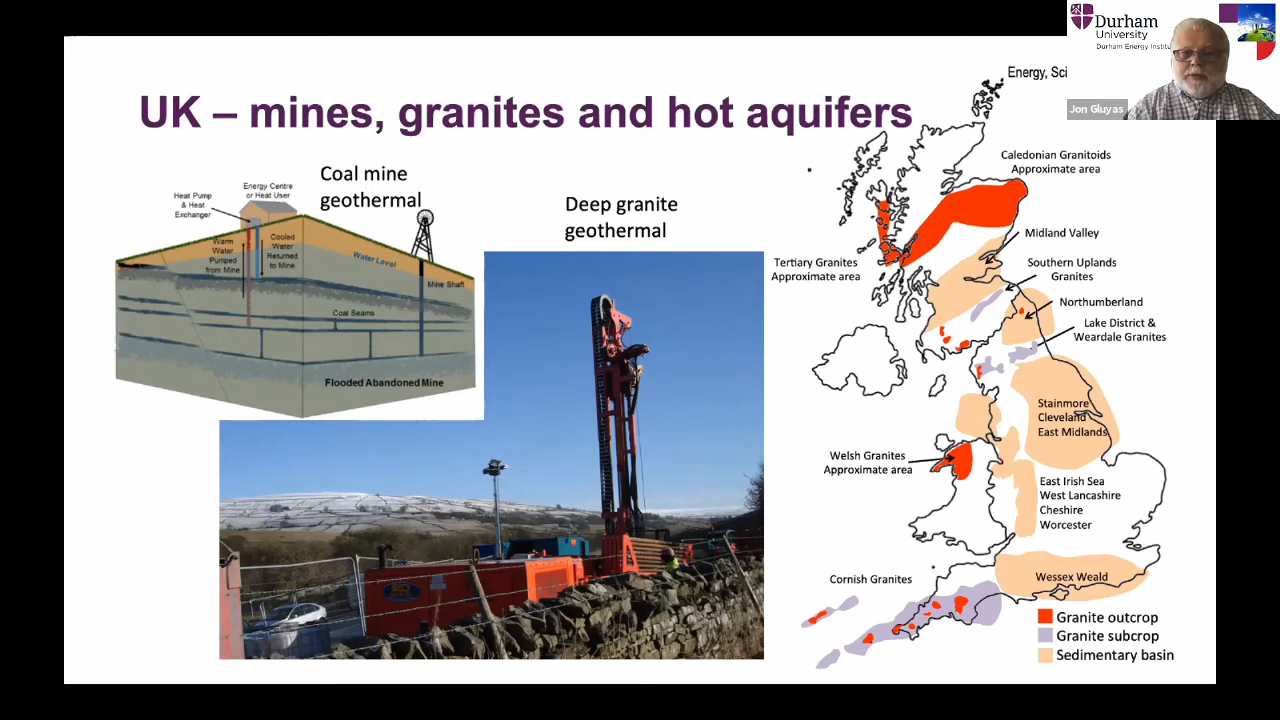 Durham
University
Durham Energy Instit
Energy, Sci
Jon Gluyas
UK – mines, granites and hot aquifers
Coal mine
geothermal
Energy Centre
or Heat User
Heat Pump
& Heat
Exchanger
Warm
Water
Pumped
from Mine
Cooled
Water
Returned
to Mine
Water Level
Mine Shaft
Coal Seams
Flooded Abandoned Mine
Deep granite
geothermal
Caledonian Granitoids
Approximate area
Midland Valley
Tertiary Granites
Approximate area
Southern Uplands
Granites
Northumberland
Lake District &
Weardale Granites
Stainmore
Cleveland
East Midlands
Welsh Granites
Approximate area
East Irish Sea
West Lancashire
Cheshire
Worcester
Cornish Granites
Wessex Weald
Granite outcrop
Granite subcrop
Sedimentary basin